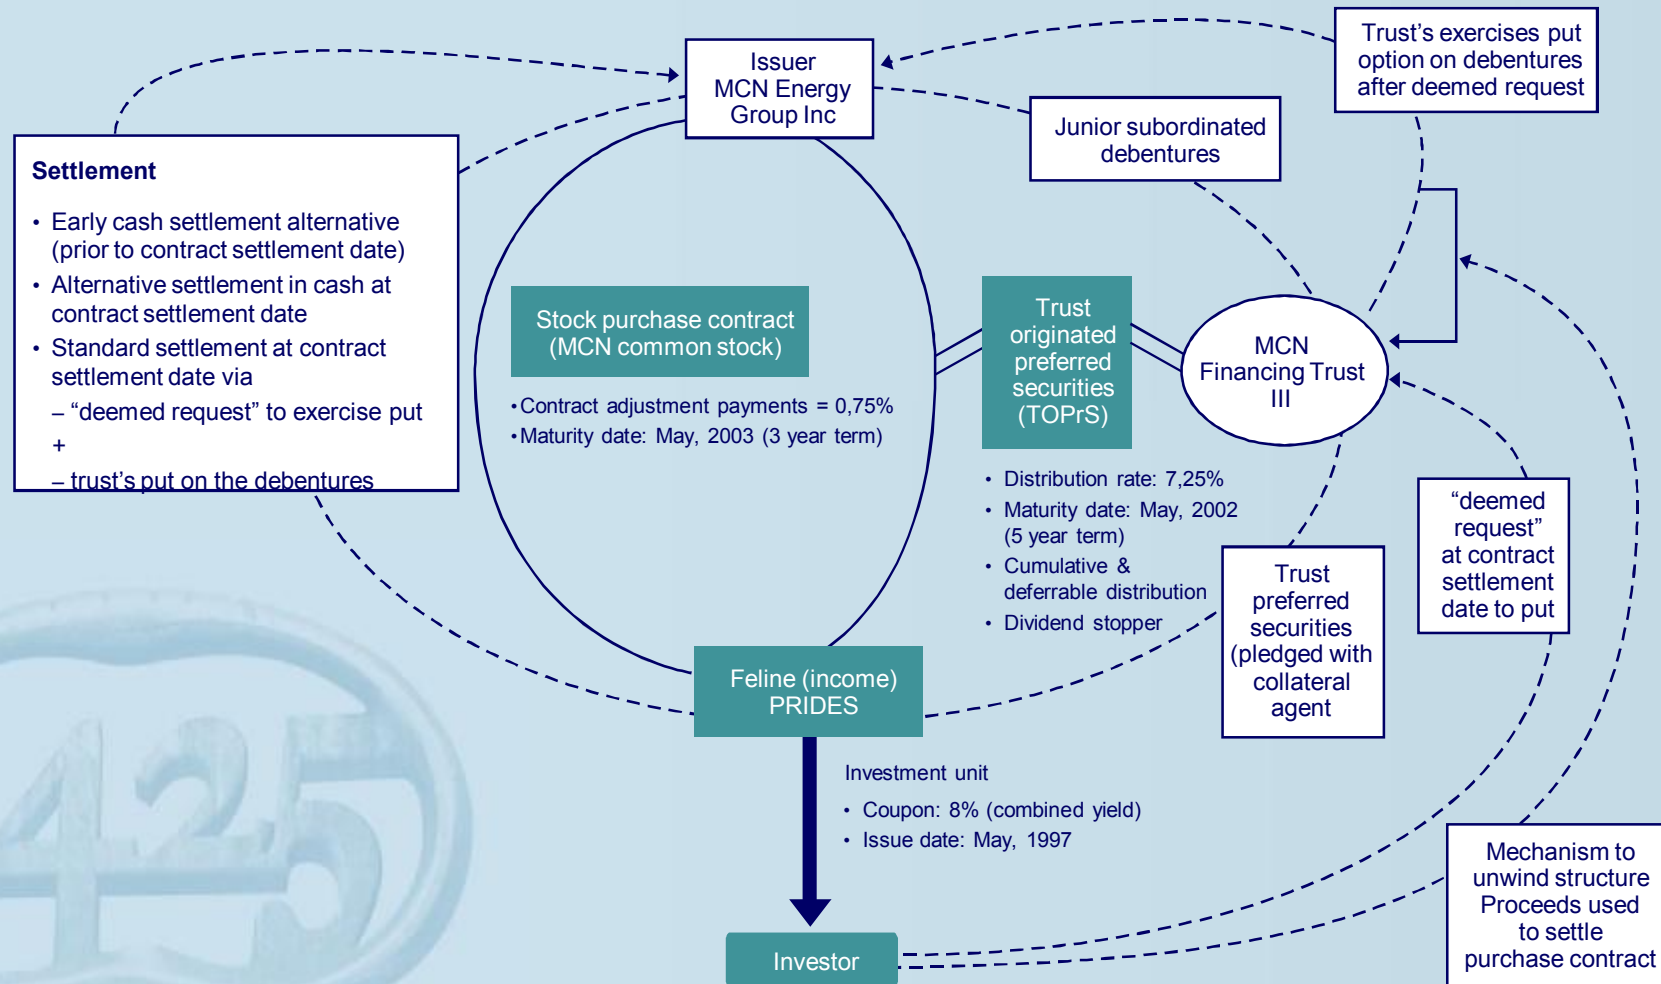 Issuer
MCN Energy
Group Inc
Trust's exercises put
option on debentures
after deemed request
Junior subordinated
debentures
Settlement
• Early cash settlement alternative
(prior to contract settlement date)
• Alternative settlement in cash at
contract settlement date
• Standard settlement at contract
settlement date via
– “deemed request” to exercise put
+
– trust's put on the debentures
Stock purchase contract
(MCN common stock)
• Contract adjustment payments = 0,75%
• Maturity date: May, 2003 (3 year term)
Trust
originated
preferred
securities
(TOPrS)
MCN
Financing Trust
III
• Distribution rate: 7,25%
• Maturity date: May, 2002
(5 year term)
• Cumulative &
deferrable distribution
• Dividend stopper
“deemed
request”
at contract
settlement
date to put
Trust
preferred
securities
(pledged with
collateral
agent
Feline (income)
PRIDES
Investment unit
• Coupon: 8% (combined yield)
• Issue date: May, 1997
Mechanism to
unwind structure
Proceeds used
to settle
purchase contract
Investor
425